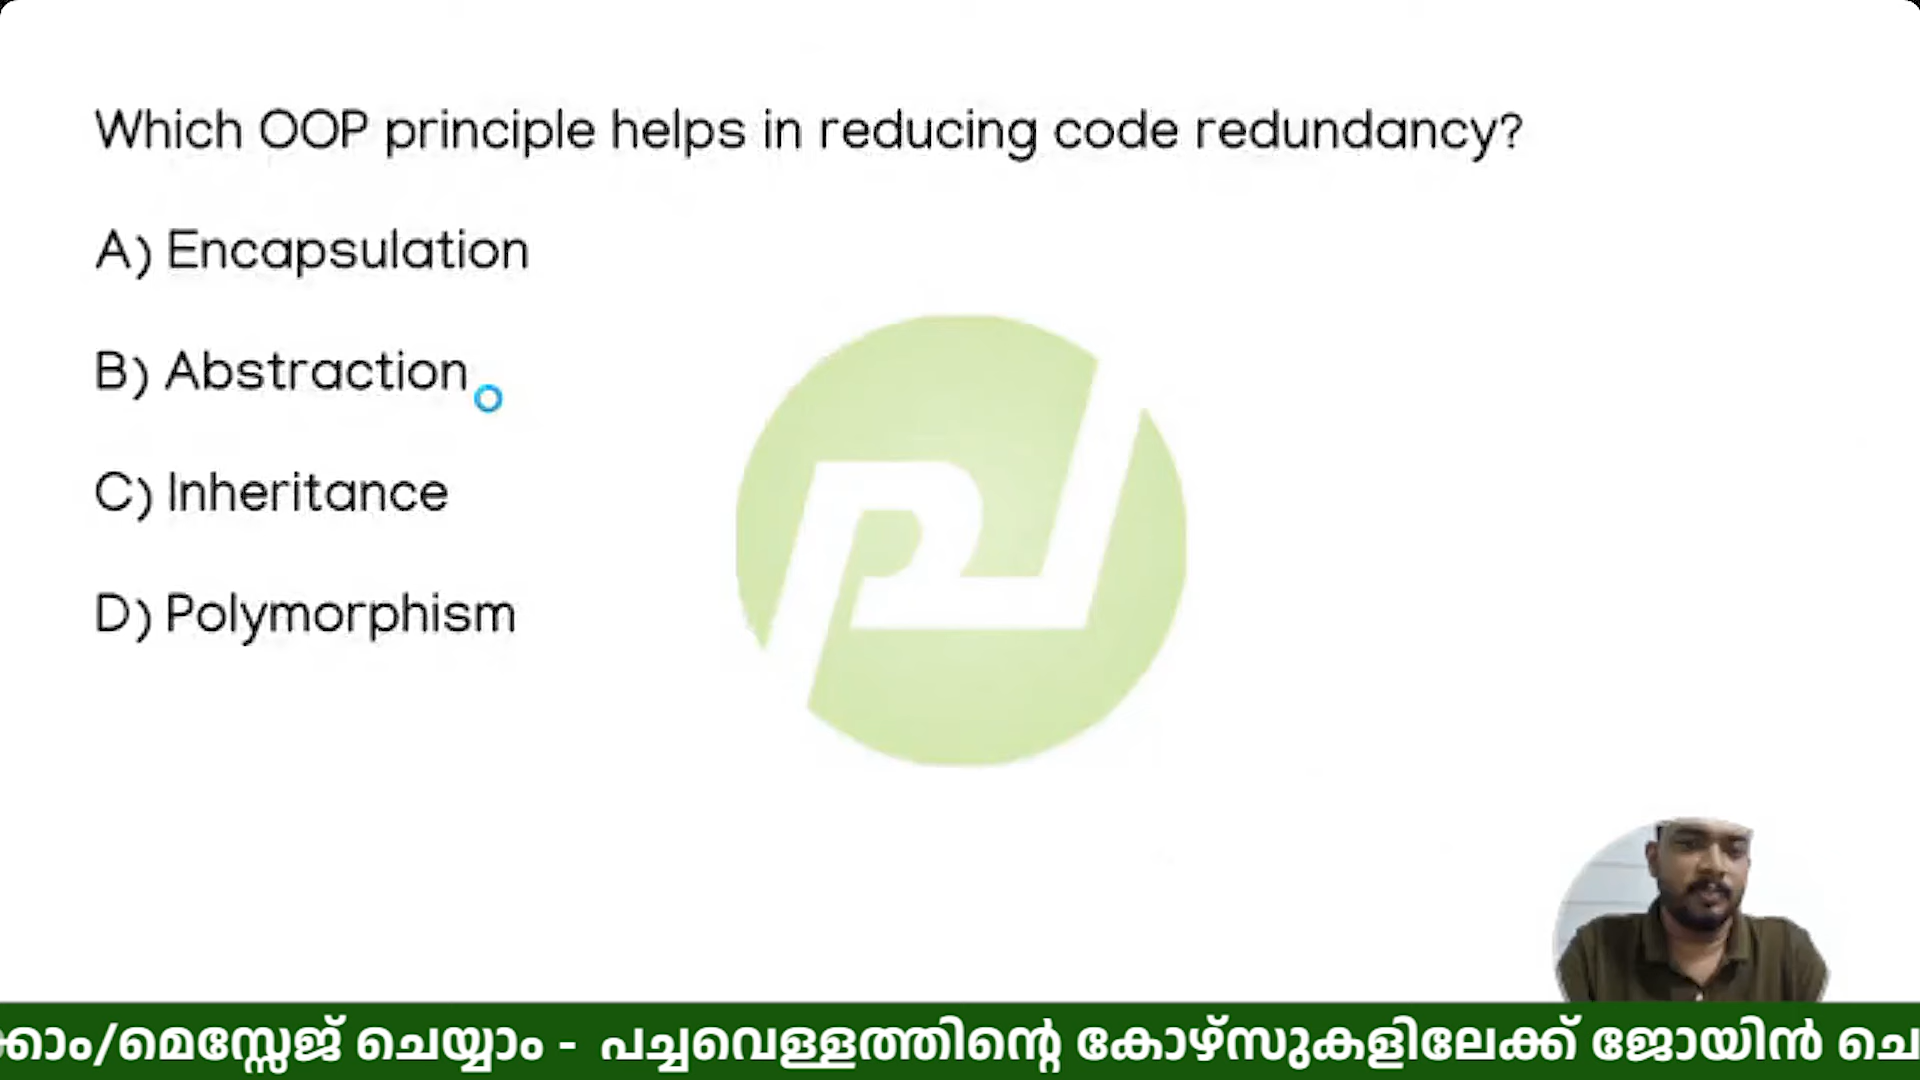 Which OOP principle helps in reducing code redundancy?
A) Encapsulation
B) Abstraction
C) Inheritance
D) Polymorphism
ക്കാം/മെസ്സേജ് ചെയ്യാം - പച്ചവെള്ളത്തിന്റെ കോഴ്സുകളിലേക്ക് ജോയിൻ ചെ